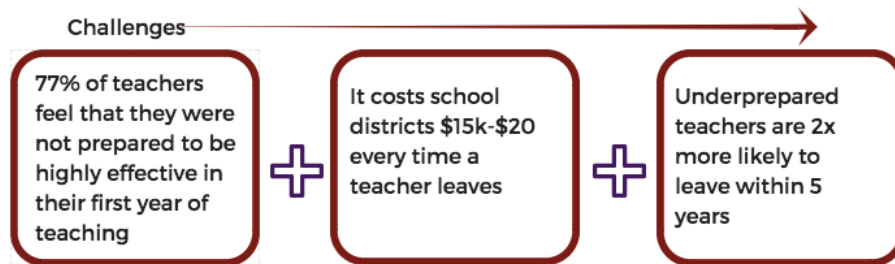 Challenges
77% of teachers
feel that they were
not prepared to be
highly effective in
their first year of
teaching
It costs school
districts $15k-$20
every time a
teacher leaves
Underprepared
teachers are 2x
more likely to
leave within 5
years